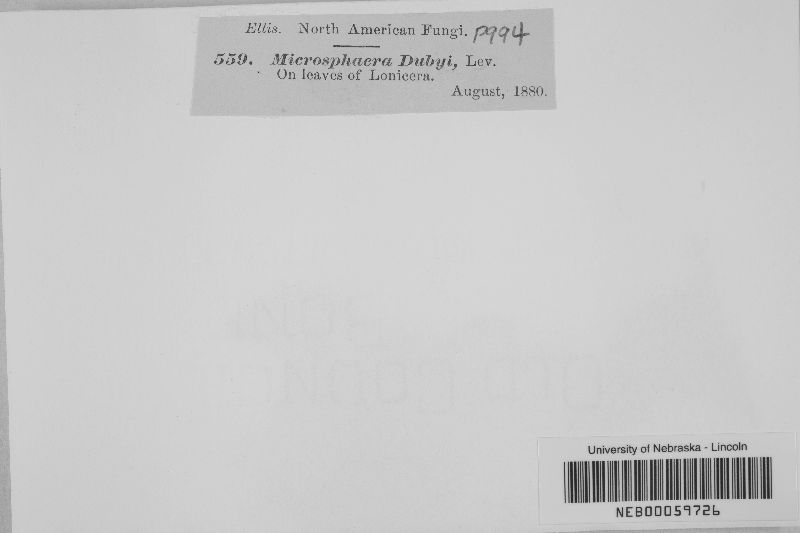 Ellis. North American Fungi. P994
559. Microsphaera Dubyi, Lev.
On leaves of Lonicera.
August, 1880.
University of Nebraska - Lincoln
NEB00059726